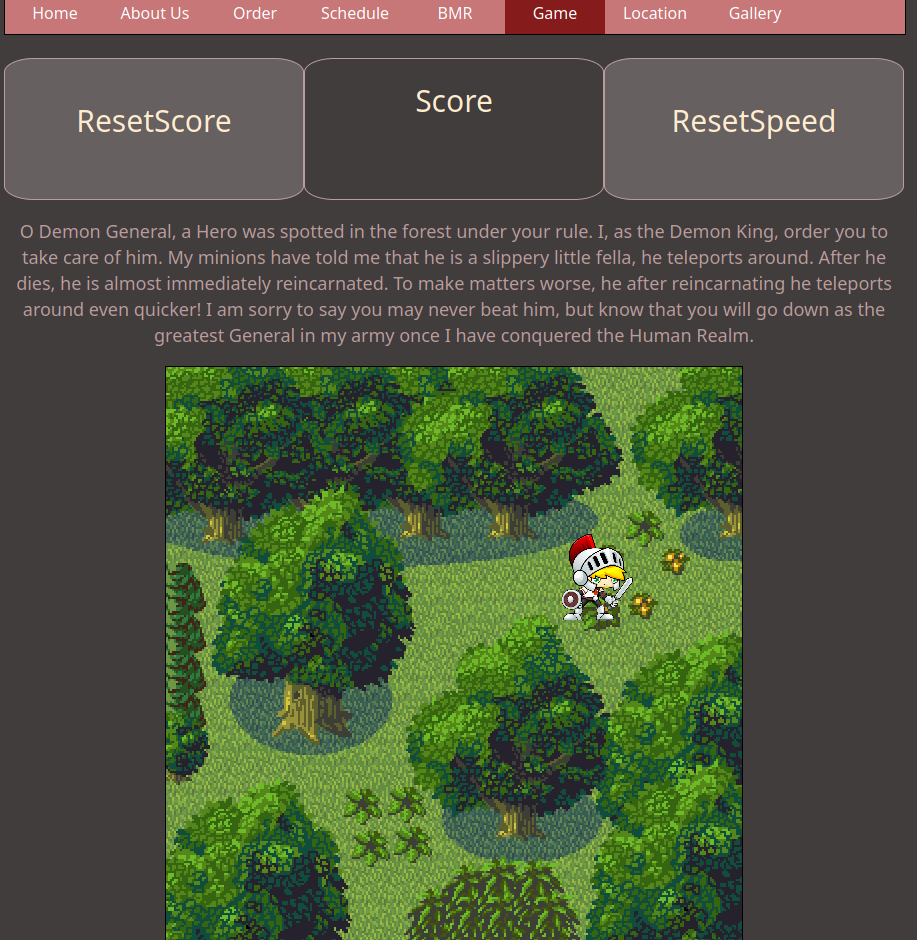 Home About Us Order Schedule BMR Game Location Gallery
ResetScore Score ResetSpeed
O Demon General, a Hero was spotted in the forest under your rule. I, as the Demon King, order you to
take care of him. My minions have told me that he is a slippery little fella, he teleports around. After he
dies, he is almost immediately reincarnated. To make matters worse, he after reincarnating he teleports
around even quicker! I am sorry to say you may never beat him, but know that you will go down as the
greatest General in my army once I have conquered the Human Realm.